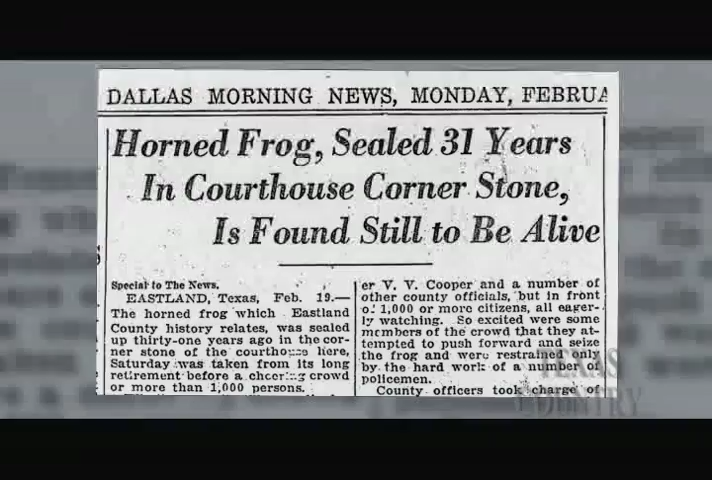 DALLAS MORNING NEWS, MONDAY, FEBRUA
Horned Frog, Sealed 31 Years
In Courthouse Corner Stone,
Is Found Still to Be Alive
Special to The News.
EASTLAND, Texas, Feb. 19.—
The horned frog which Eastland
County history relates, was sealed
up thirty-one years ago in the cor-
ner stone of the courthouse here,
Saturday was taken from its long
retirement before a cheering crowd
or more than 1,000 persons.
er V. V. Cooper and a number of
other county officials, but in front
of 1,000 or more citizens, all eager-
ly watching. So excited were some
members of the crowd that they at-
tempted to push forward and seize
the frog and were restrained only
by the hard work of a number of
policemen.
County officers took charge of
TEXAS
COUNTRY